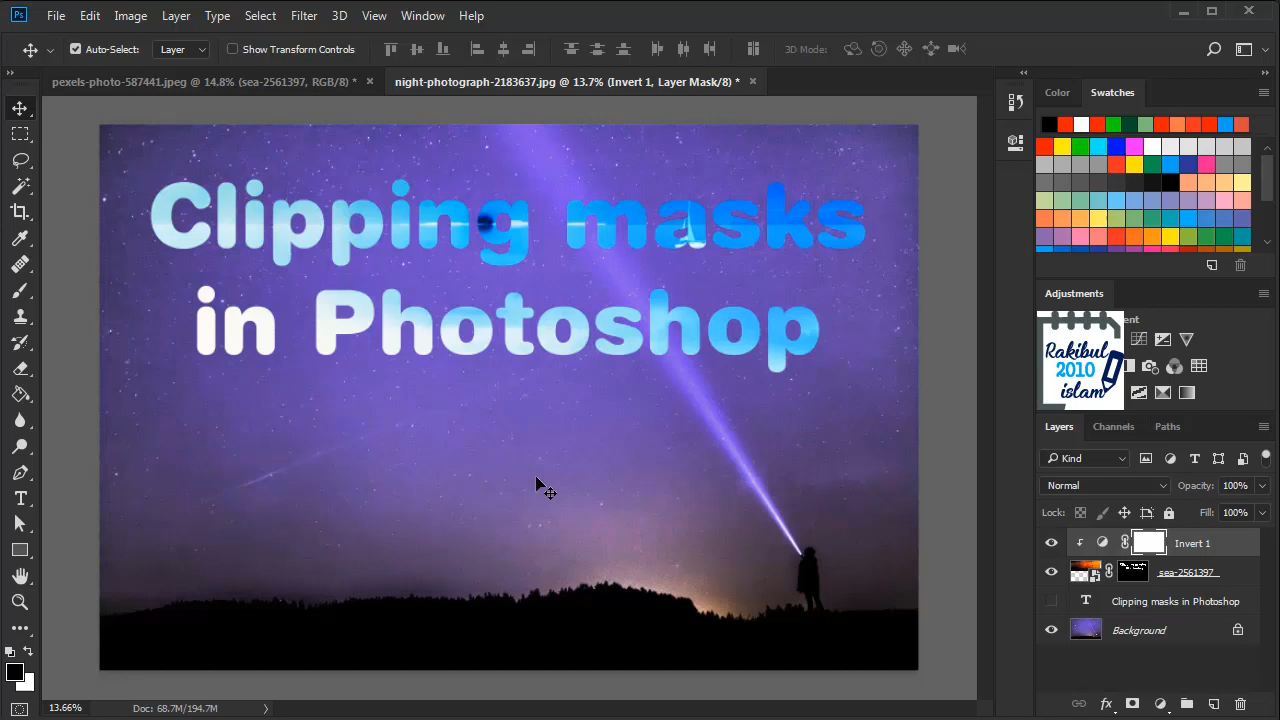 Ps File Edit Image Layer Type Select Filter 3D View Window Help
Auto-Select: Layer Show Transform Controls 3D Mode:
pexels-photo-587441.jpeg @ 14.8% (sea-2561397, RGB/8) * × night-photograph-2183637.jpg @ 13.7% (Invert 1, Layer Mask/8) * ×
Color Swatches
Clipping masks
in Photoshop
Adjustments
Rakibul
2010
islam
Layers Channels Paths
Kind
Normal Opacity: 100%
Lock: Fill: 100%
Invert 1
sea-2561397
T Clipping masks in Photoshop
Background
fx
13.66% Doc: 68.7M/194.7M